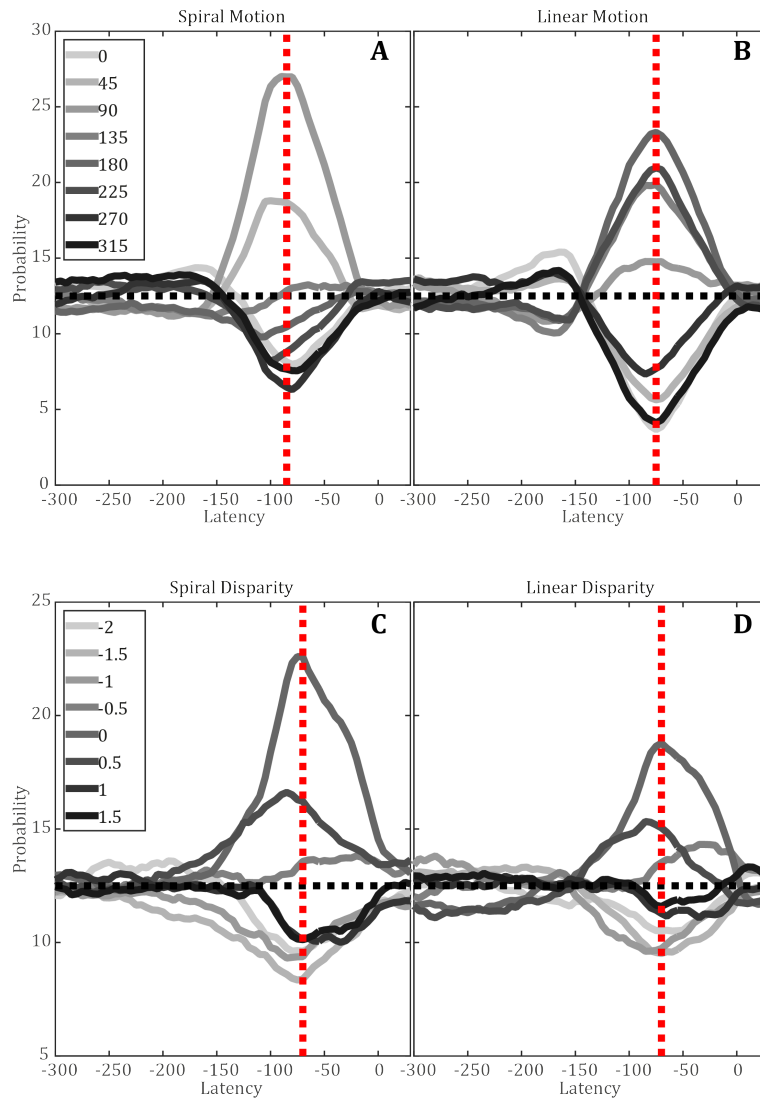 Spiral Motion
Linear Motion
A
B
30
25
20
15
10
5
0
Probability
0
45
90
135
180
225
270
315
-300 -250 -200 -150 -100 -50 0
-300 -250 -200 -150 -100 -50 0
Latency
Latency
Spiral Disparity
Linear Disparity
C
D
25
20
15
10
5
Probability
-2
-1.5
-1
-0.5
0
0.5
1
1.5
-300 -250 -200 -150 -100 -50 0
-300 -250 -200 -150 -100 -50 0
Latency
Latency